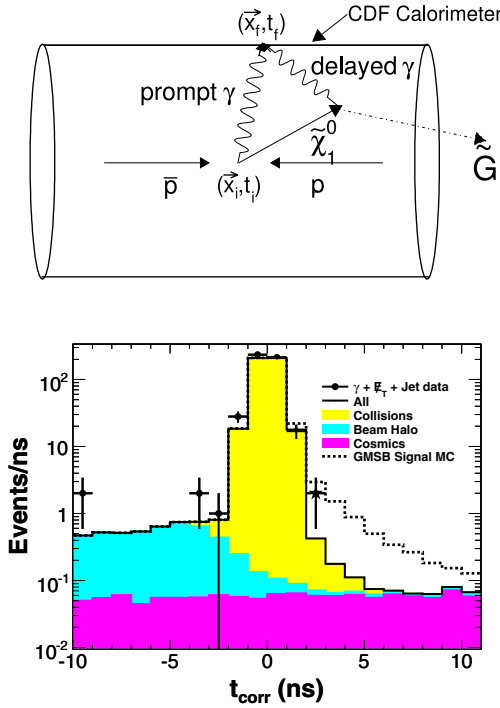 (x⃗f,tf)
CDF Calorimeter
prompt γ
delayed γ
χ̃⁰₁
G̃
p̄
(x⃗i,ti)
p
Events/ns
10²
10
1
10⁻¹
10⁻²
γ + E̸T + Jet data
All
Collisions
Beam Halo
Cosmics
GMSB Signal MC
-10 -5 0 5 10
tcorr (ns)